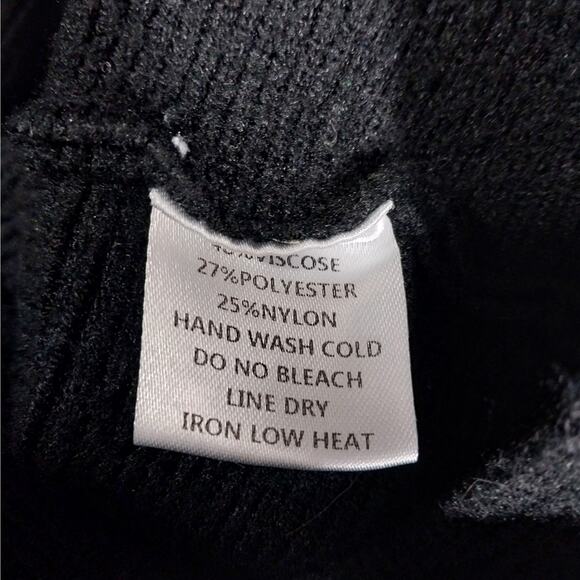 VISCOSE
27%POLYESTER
25%NYLON
HAND WASH COLD
DO NO BLEACH
LINE DRY
IRON LOW HEAT